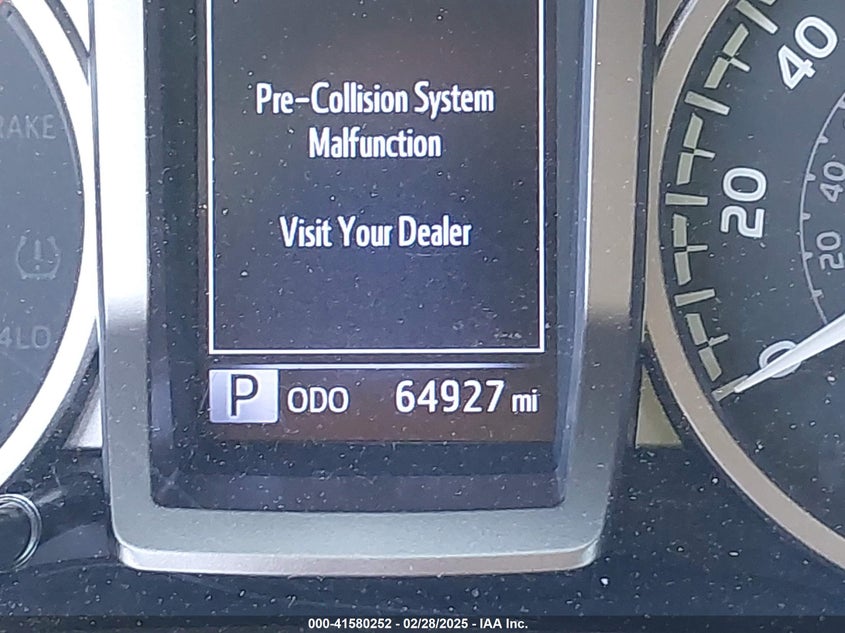 Pre-Collision System
Malfunction
Visit Your Dealer
P ODO 64927 mi
RAKE
4LO
40
20
0
40
20
000-41580252 - 02/28/2025 - IAA Inc.